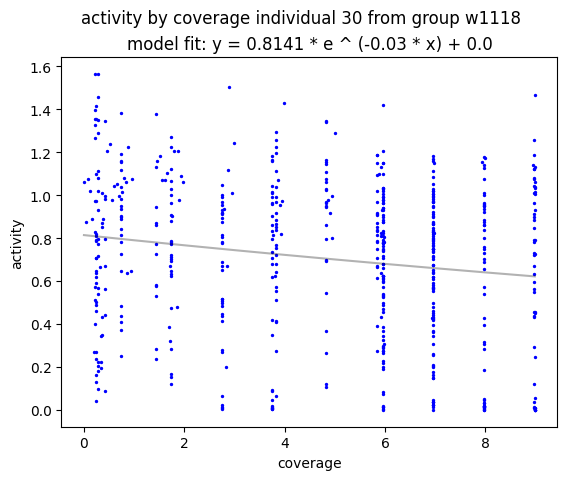 activity by coverage individual 30 from group w1118
model fit: y = 0.8141 * e ^ (-0.03 * x) + 0.0
1.6
1.4
1.2
1.0
0.8
0.6
0.4
0.2
0.0
activity
0 2 4 6 8
coverage